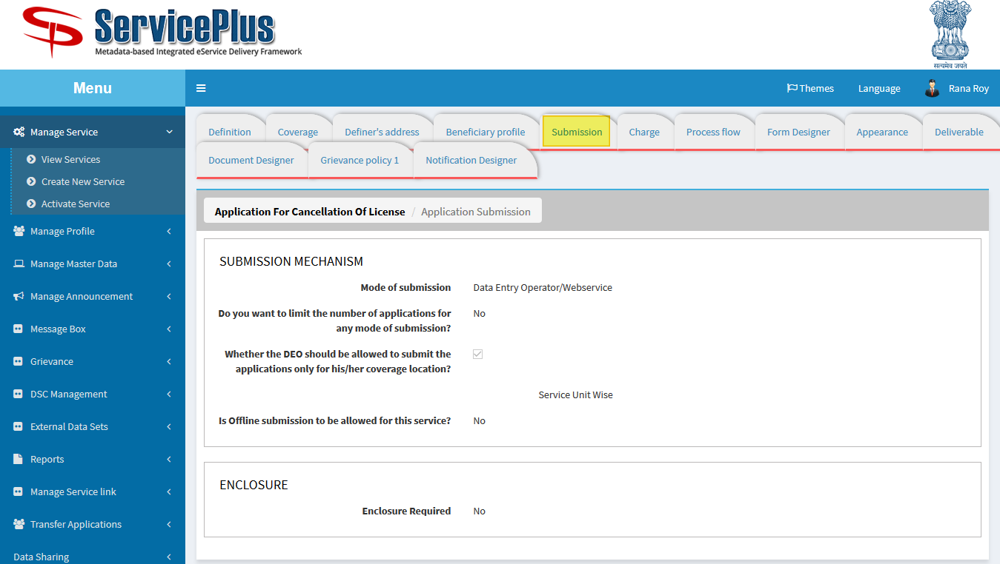 ServicePlus
Metadata-based Integrated eService Delivery Framework
सत्यमेव जयते
Menu
Themes
Language
Rana Roy
Manage Service
View Services
Create New Service
Activate Service
Manage Profile
Manage Master Data
Manage Announcement
Message Box
Grievance
DSC Management
External Data Sets
Reports
Manage Service link
Transfer Applications
Data Sharing
Definition
Coverage
Definer's address
Beneficiary profile
Submission
Charge
Process flow
Form Designer
Appearance
Deliverable
Document Designer
Grievance policy 1
Notification Designer
Application For Cancellation Of License / Application Submission
SUBMISSION MECHANISM
Mode of submission Data Entry Operator/Webservice
Do you want to limit the number of applications for No
any mode of submission?
Whether the DEO should be allowed to submit the
applications only for his/her coverage location?
Service Unit Wise
Is Offline submission to be allowed for this service? No
ENCLOSURE
Enclosure Required No